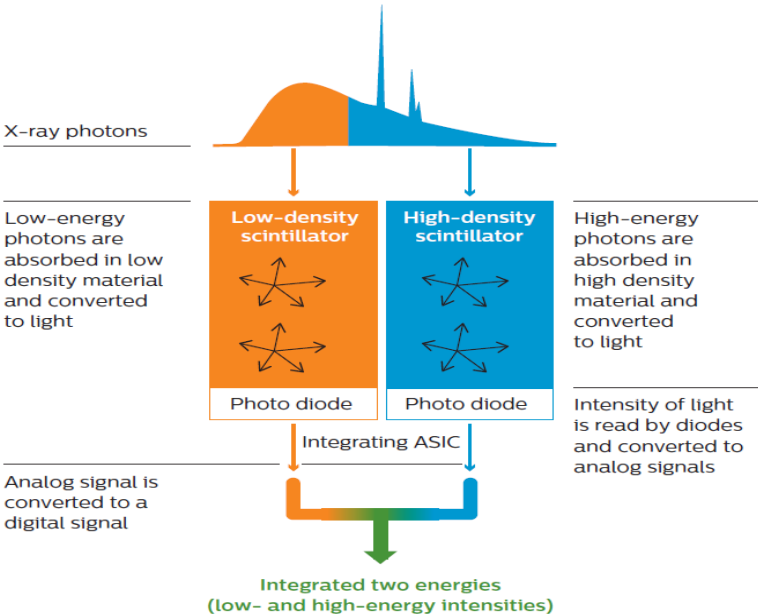 X-ray photons
Low-energy
photons are
absorbed in low
density material
and converted
to light
Low-density
scintillator
High-density
scintillator
High-energy
photons are
absorbed in
high density
material and
converted
to light
Photo diode
Photo diode
Intensity of light
is read by diodes
and converted to
analog signals
Integrating ASIC
Analog signal is
converted to a
digital signal
Integrated two energies
(low- and high-energy intensities)